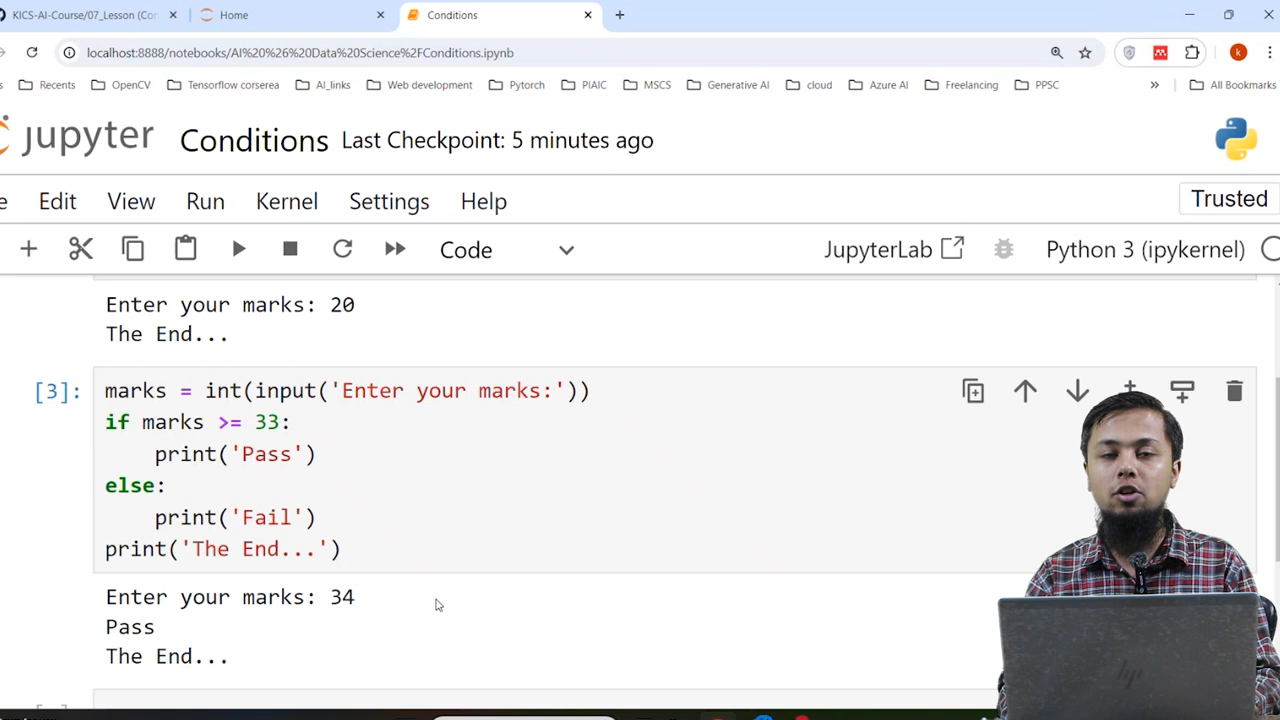 KICS-AI-Course/07_Lesson (Con
Home
Conditions
localhost:8888/notebooks/AI%20%26%20Data%20Science%2FConditions.ipynb
k
Recents
OpenCV
Tensorflow corserea
AI_links
Web development
Pytorch
PIAIC
MSCS
Generative AI
cloud
Azure AI
Freelancing
PPSC
All Bookmarks
jupyter Conditions Last Checkpoint: 5 minutes ago
e Edit View Run Kernel Settings Help
Trusted
Code
JupyterLab
Python 3 (ipykernel)
Enter your marks: 20
The End...
[3]:
marks = int(input('Enter your marks:'))
if marks >= 33:
print('Pass')
else:
print('Fail')
print('The End...')
Enter your marks: 34
Pass
The End...
hp